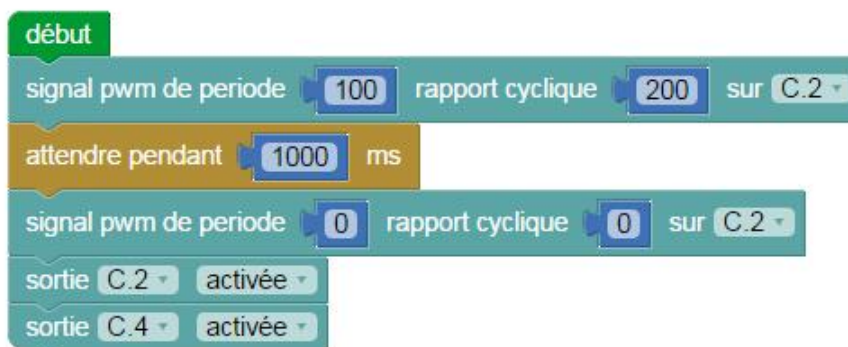 début
signal pwm de periode 100 rapport cyclique 200 sur C.2
attendre pendant 1000 ms
signal pwm de periode 0 rapport cyclique 0 sur C.2
sortie C.2 activée
sortie C.4 activée